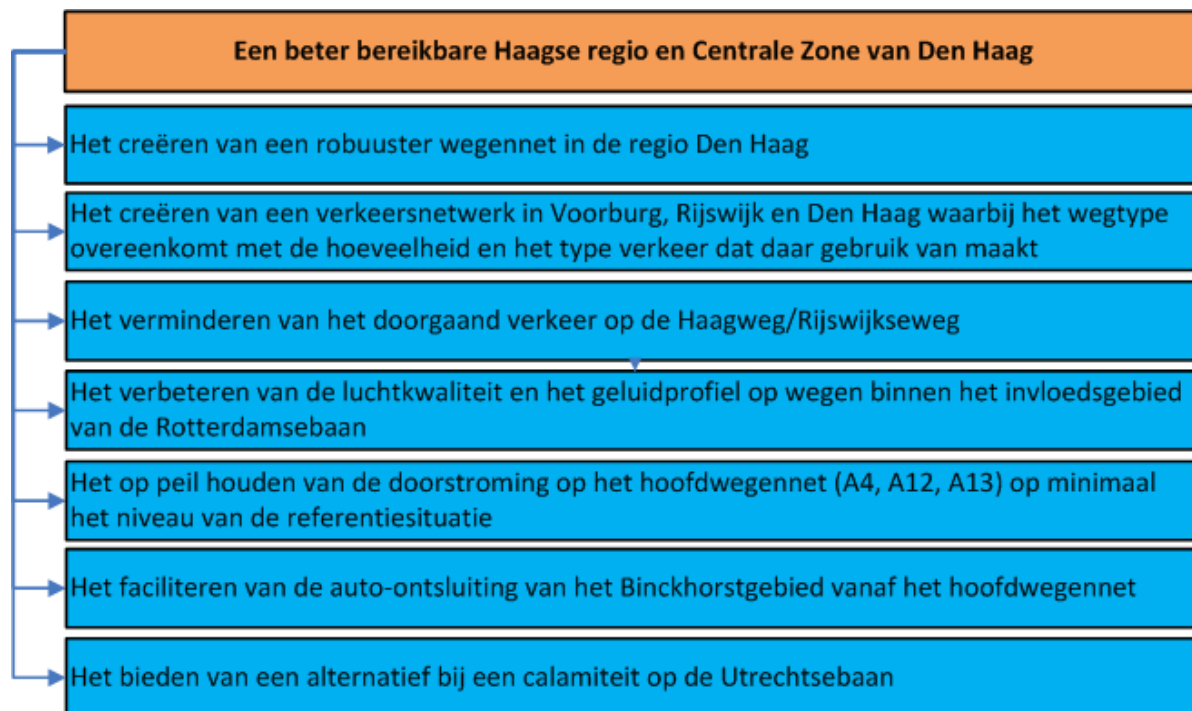 Een beter bereikbare Haagse regio en Centrale Zone van Den Haag
Het creëren van een robuuster wegennet in de regio Den Haag
Het creëren van een verkeersnetwerk in Voorburg, Rijswijk en Den Haag waarbij het wegtype
overeenkomt met de hoeveelheid en het type verkeer dat daar gebruik van maakt
Het verminderen van het doorgaand verkeer op de Haagweg/Rijswijkseweg
Het verbeteren van de luchtkwaliteit en het geluidprofiel op wegen binnen het invloedsgebied
van de Rotterdamsebaan
Het op peil houden van de doorstroming op het hoofdwegennet (A4, A12, A13) op minimaal
het niveau van de referentiesituatie
Het faciliteren van de auto-ontsluiting van het Binckhorstgebied vanaf het hoofdwegennet
Het bieden van een alternatief bij een calamiteit op de Utrechtsebaan